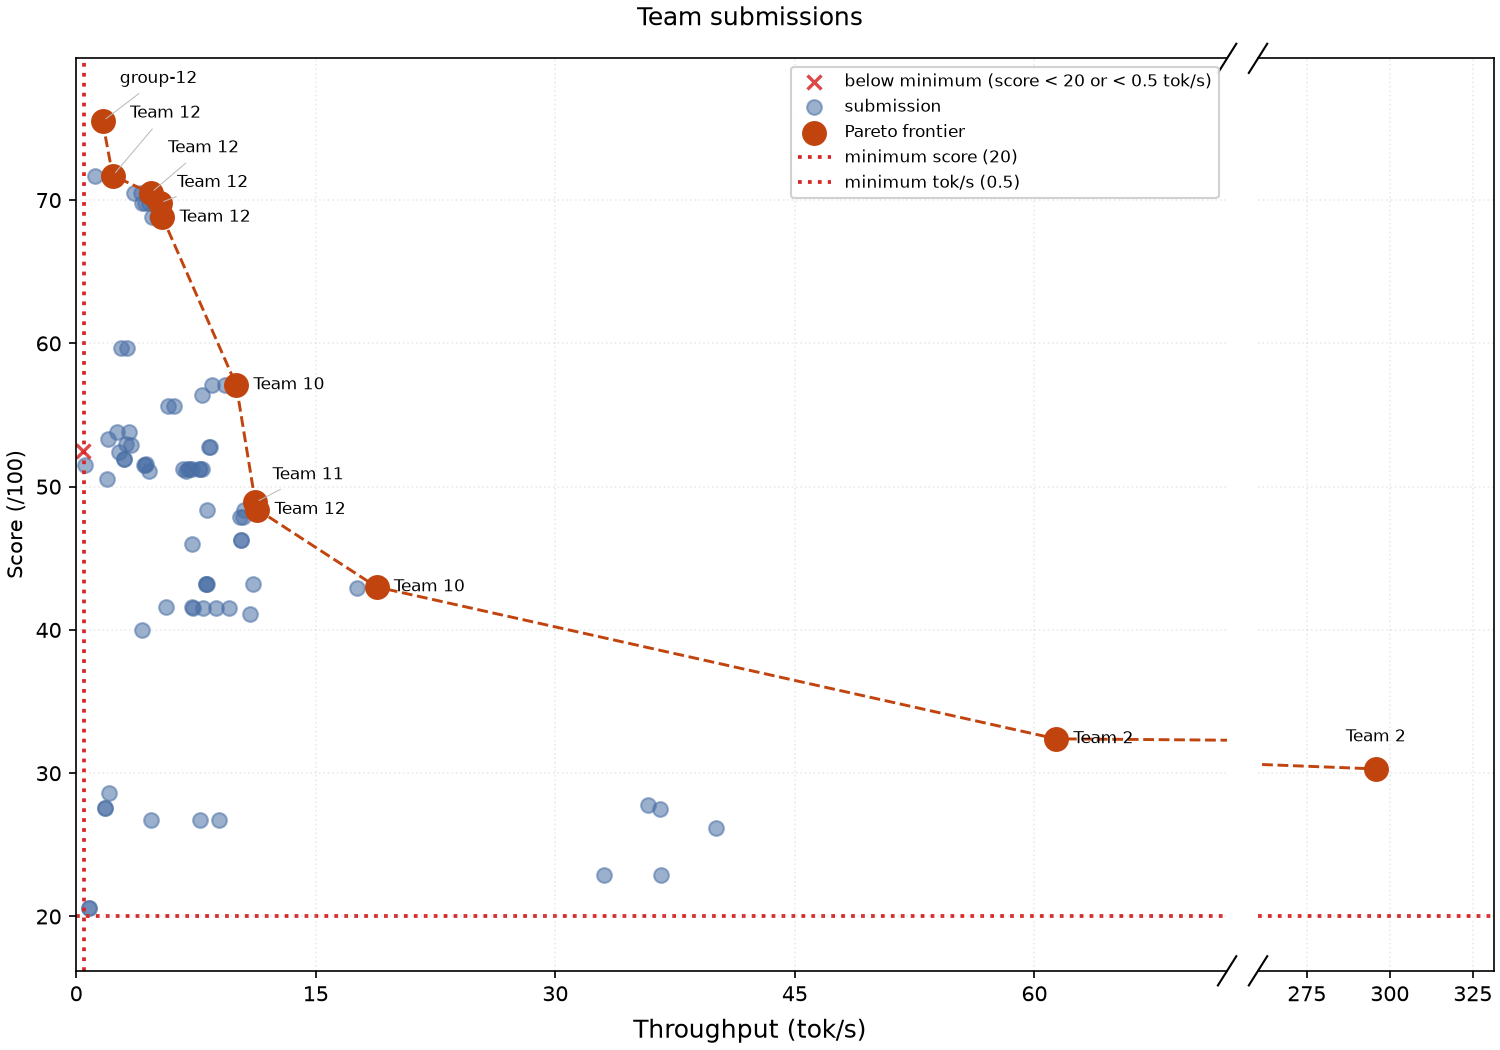 Team submissions
group-12
Team 12
Team 12
Team 12
Team 12
Team 10
Team 11
Team 12
Team 10
Team 2
Team 2
below minimum (score < 20 or < 0.5 tok/s)
submission
Pareto frontier
minimum score (20)
minimum tok/s (0.5)
Score (/100)
70
60
50
40
30
20
0 15 30 45 60 275 300 325
Throughput (tok/s)